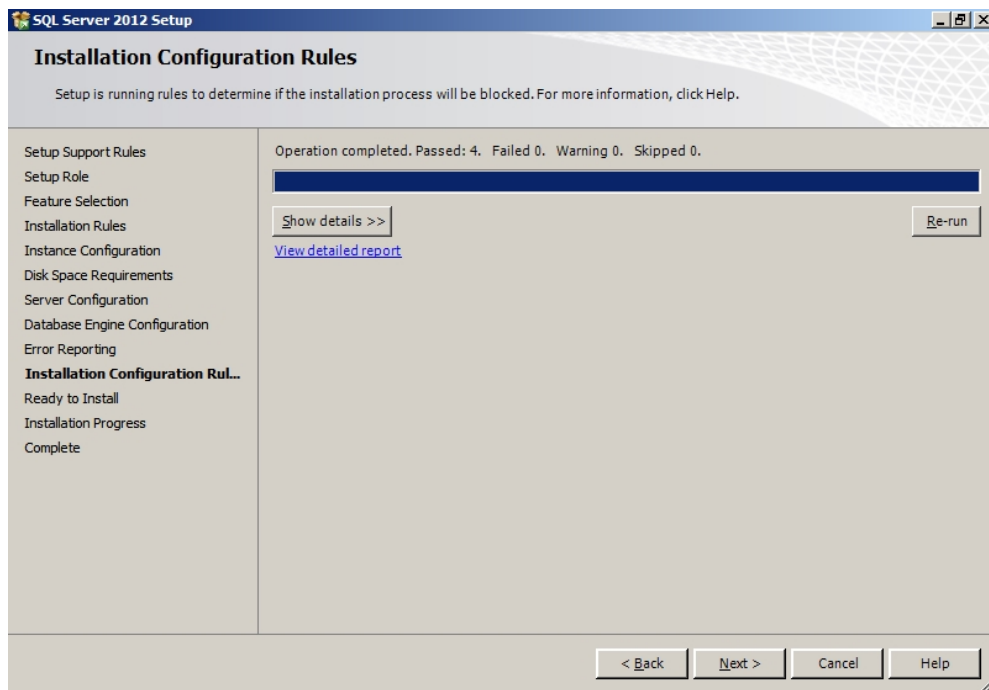 SQL Server 2012 Setup
Installation Configuration Rules
Setup is running rules to determine if the installation process will be blocked. For more information, click Help.
Setup Support Rules
Setup Role
Feature Selection
Installation Rules
Instance Configuration
Disk Space Requirements
Server Configuration
Database Engine Configuration
Error Reporting
Installation Configuration Rul...
Ready to Install
Installation Progress
Complete
Operation completed. Passed: 4. Failed 0. Warning 0. Skipped 0.
Show details >>
Re-run
View detailed report
< Back
Next >
Cancel
Help